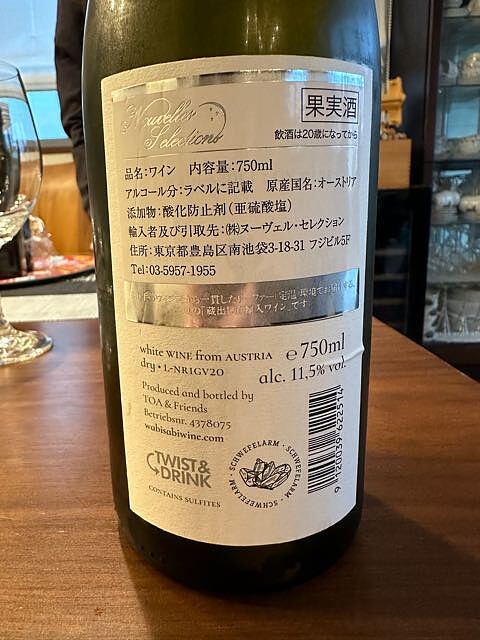 Nouvelles
Selections
果実酒
飲酒は20歳になってから
品名：ワイン 内容量：750ml
アルコール分：ラベルに記載 原産国名：オーストリア
添加物：酸化防止剤（亜硫酸塩）
輸入者及び引取先：㈱ヌーヴェル・セレクション
住所：東京都豊島区南池袋3-18-31 フジビル5F
Tel：03-5957-1955
white WINE from AUSTRIA
dry • L-NR1GV20
e 750ml
alc. 11,5% vol.
Produced and bottled by
TOA & Friends
Betriebsnr. 4378075
wabisabiwine.com
TWIST&
DRINK
CONTAINS SULFITES
SCHWEFELARM • SCHWEFELARM • SCHWEFELARM •
9 120039 622514